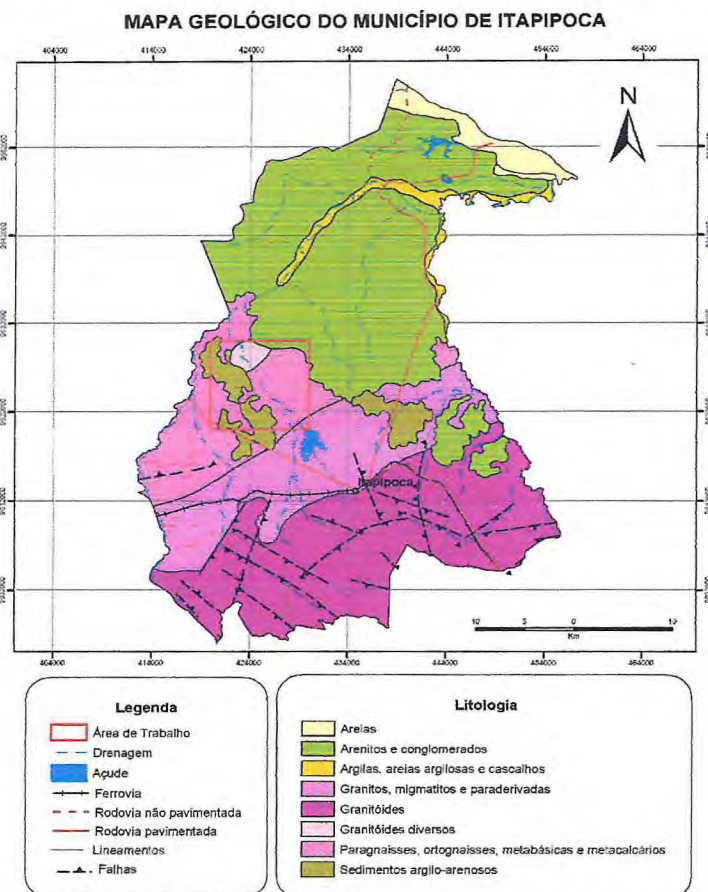 MAPA GEOLÓGICO DO MUNICÍPIO DE ITAPIPOCA
404000 414000 424000 434000 444000 454000 464000
N
Itapipoca
10 5 0 10
Km
404000 414000 424000 434000 444000 454000 464000
Legenda
Área de Trabalho
Drenagem
Açude
Ferrovia
Rodovia não pavimentada
Rodovia pavimentada
Lineamentos
Falhas
Litologia
Areias
Arenitos e conglomerados
Argilas, areias argilosas e cascalhos
Granitos, migmatitos e paraderivadas
Granitóides
Granitóides diversos
Paragnaisses, ortognaisses, metabásicas e metacalcários
Sedimentos argilo-arenosos